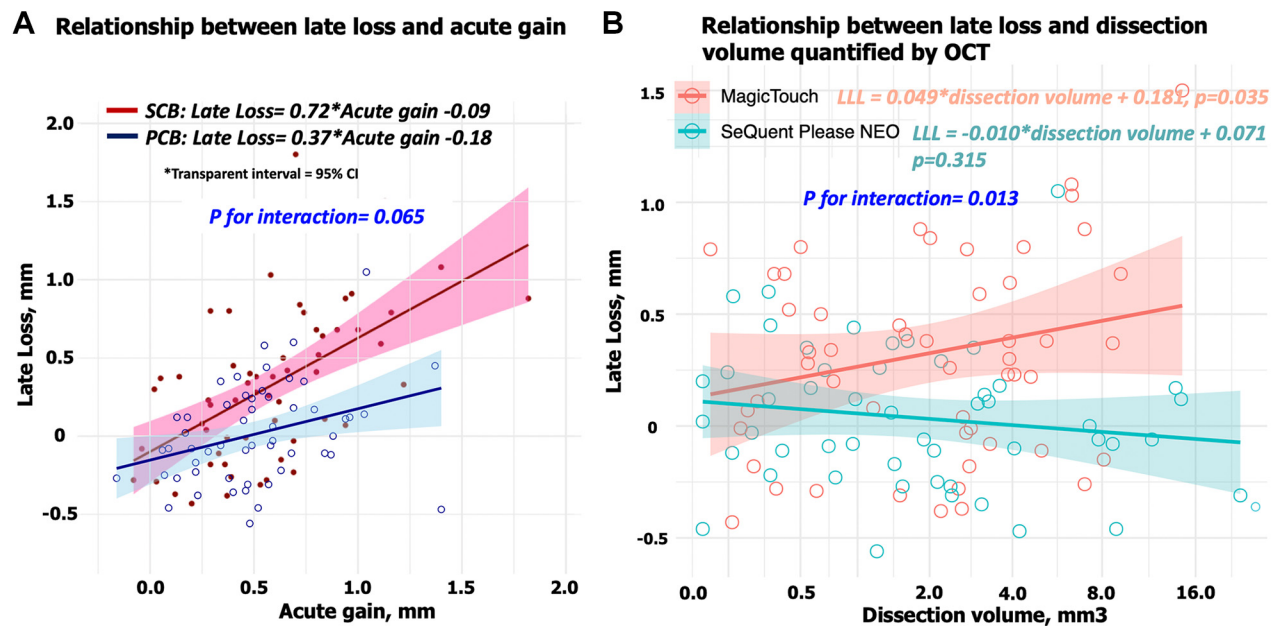 A
Relationship between late loss and acute gain
SCB: Late Loss= 0.72*Acute gain -0.09
PCB: Late Loss= 0.37*Acute gain -0.18
*Transparent interval = 95% CI
P for interaction= 0.065
Late Loss, mm
2.0
1.5
1.0
0.5
0
-0.5
0.0
0.5
1.0
1.5
2.0
Acute gain, mm
B
Relationship between late loss and dissection
volume quantified by OCT
MagicTouch
LLL = 0.049*dissection volume + 0.181, p=0.035
SeQuent Please NEO
LLL = -0.010*dissection volume + 0.071
p=0.315
P for interaction= 0.013
Late Loss, mm
1.5
1.0
0.5
0
-0.5
0.0
0.5
2.0
4.0
8.0
16.0
Dissection volume, mm3